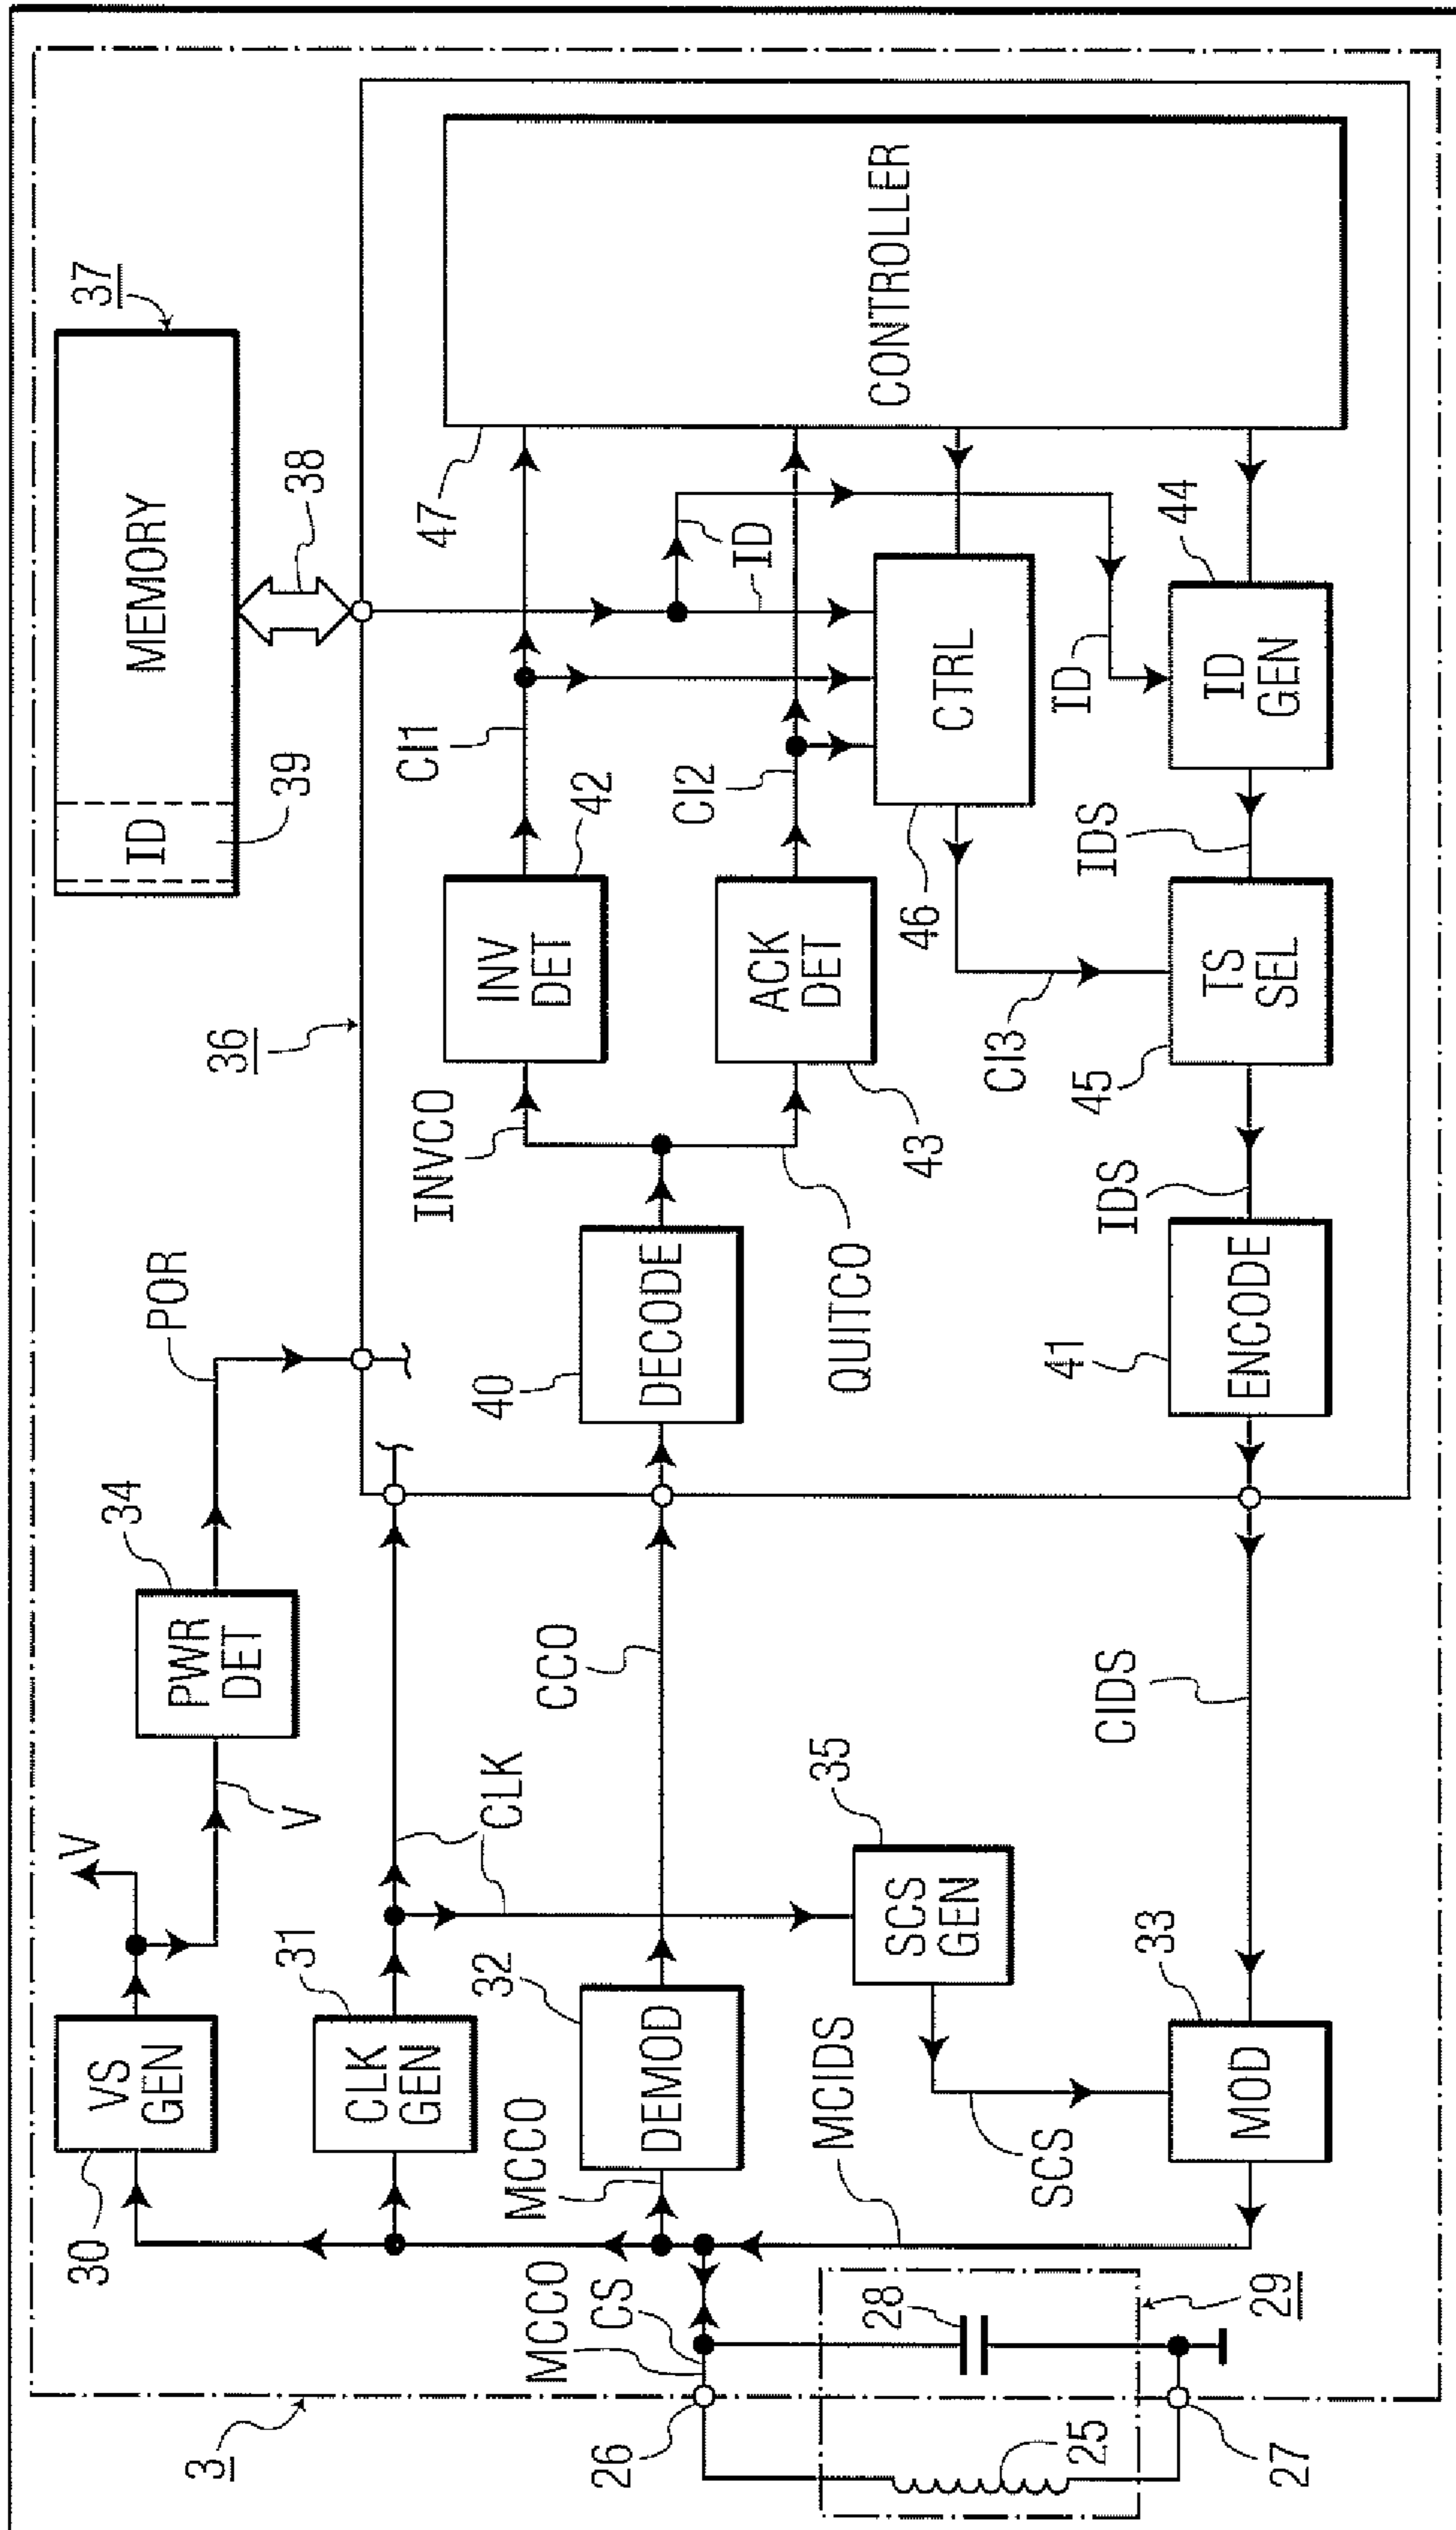 3
26
27
25
28
29
MCCO
CS
VS
GEN
30
V
V
PWR
DET
34
POR
CLK
GEN
31
CLK
MCCO
DEMOD
32
CCO
MCIDS
SCS
GEN
35
SCS
MOD
33
CIDS
36
MEMORY
ID
37
38
39
DECODE
40
INVCO
QUITCO
INV
DET
42
CI1
ACK
DET
43
CI2
47
CONTROLLER
ID
CTRL
46
CI3
ID
ID
GEN
44
IDS
TS
SEL
45
IDS
ENCODE
41